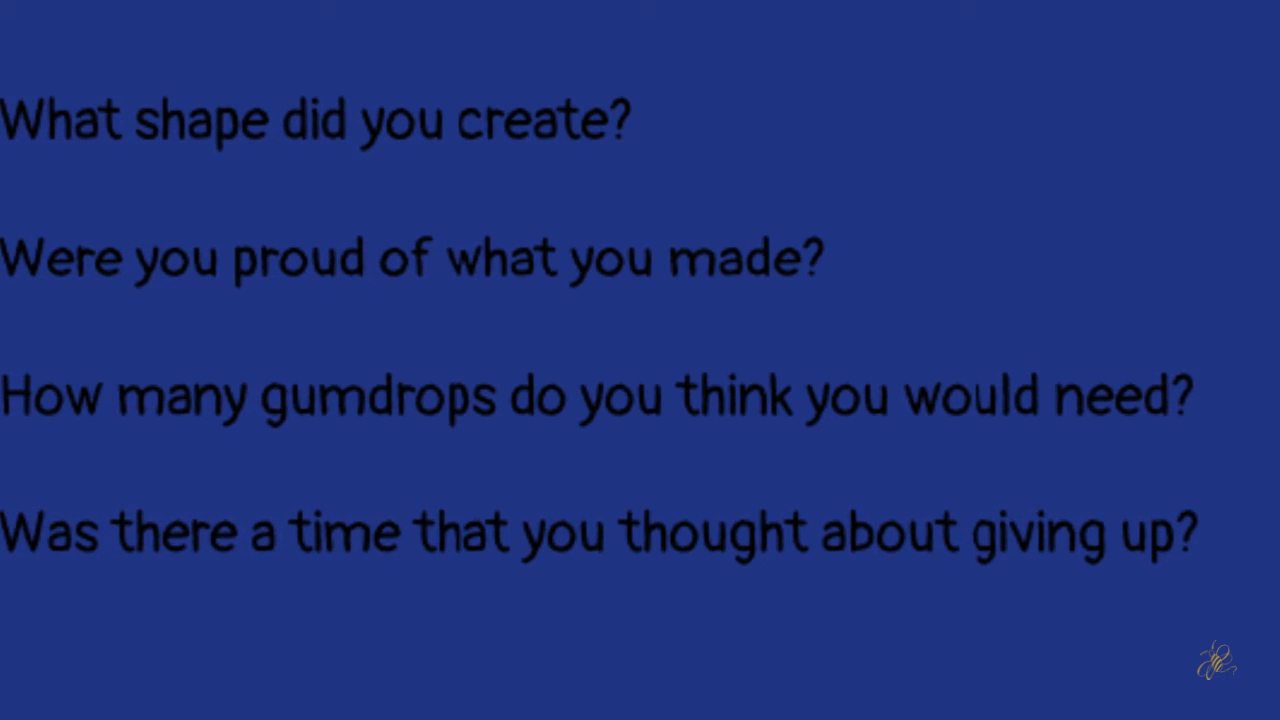 What shape did you create?
Were you proud of what you made?
How many gumdrops do you think you would need?
Was there a time that you thought about giving up?